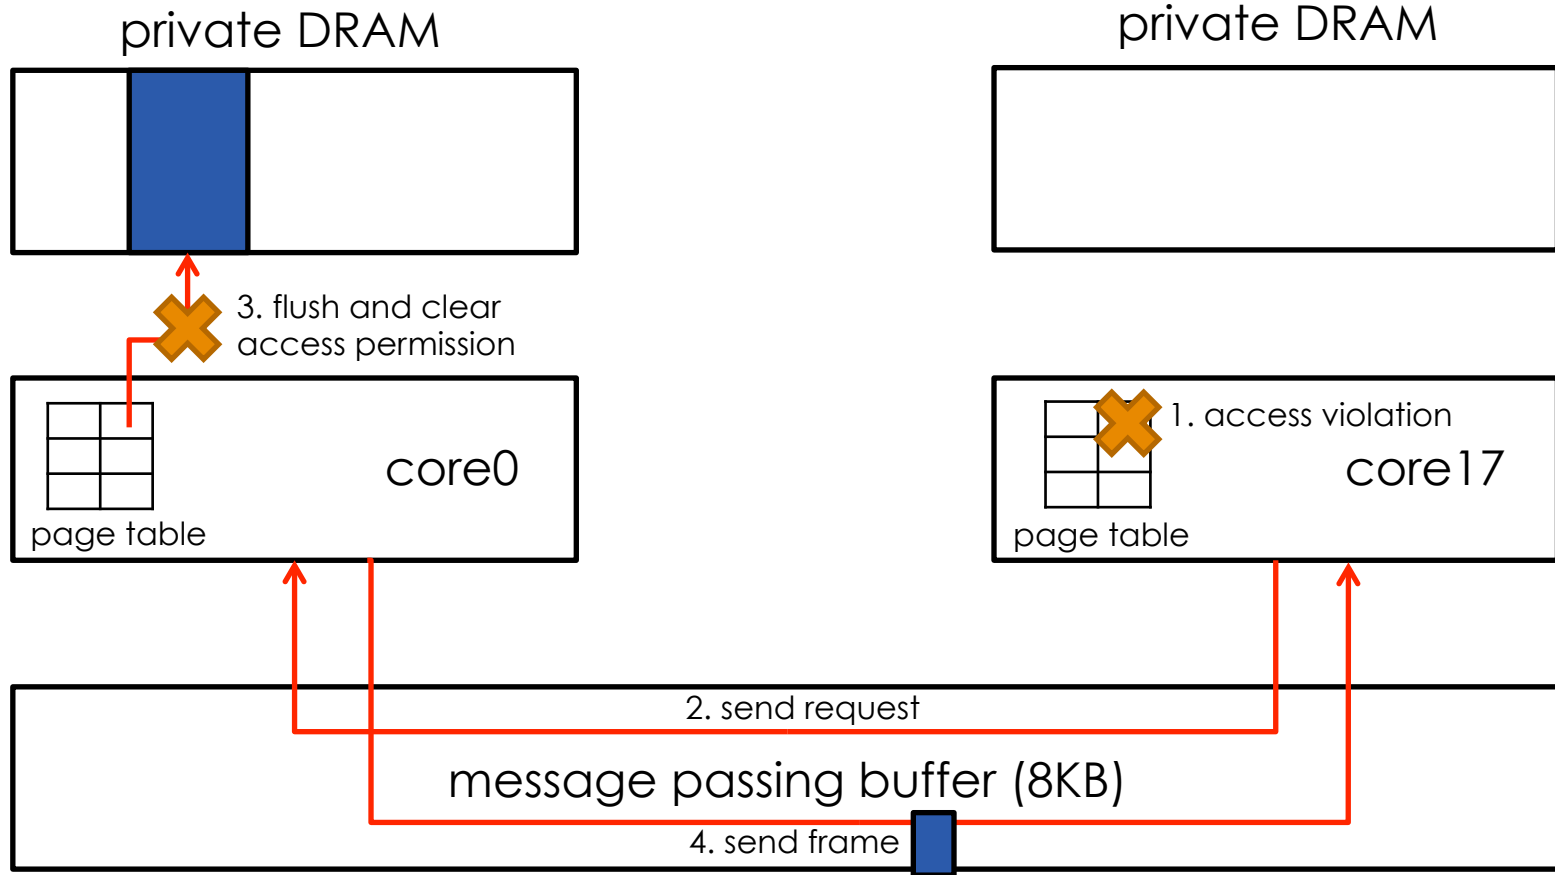 private DRAM
private DRAM
3. flush and clear
access permission
1. access violation
core0
core17
page table
page table
2. send request
message passing buffer (8KB)
4. send frame